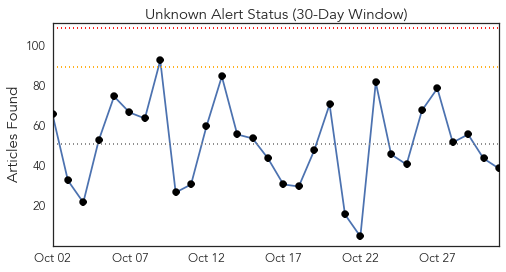 Unknown Alert Status (30-Day Window)
Articles Found
100
80
60
40
20
Oct 02
Oct 07
Oct 12
Oct 17
Oct 22
Oct 27